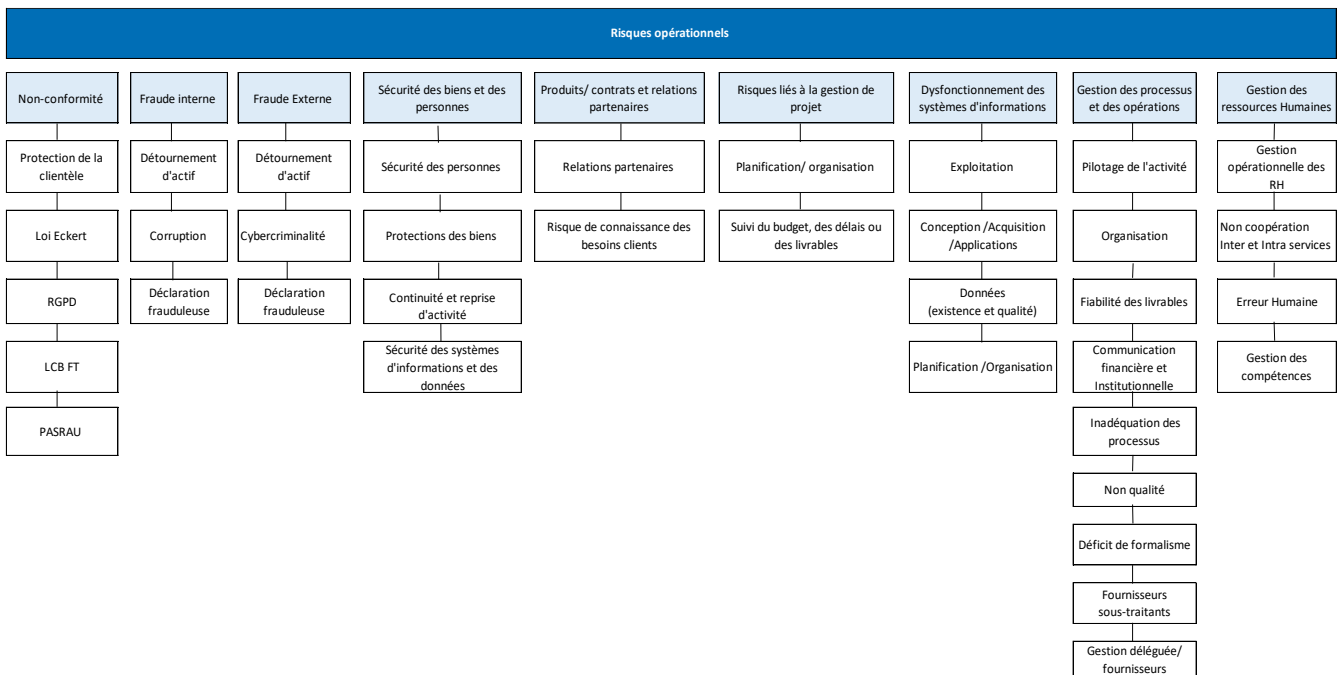 Risques opérationnels
Non-conformité
Protection de la
clientèle
Loi Eckert
RGPD
LCB FT
PASRAU
Fraude interne
Détournement
d'actif
Corruption
Déclaration
frauduleuse
Fraude Externe
Détournement
d'actif
Cybercriminalité
Déclaration
frauduleuse
Sécurité des biens et des
personnes
Sécurité des personnes
Protections des biens
Continuité et reprise
d'activité
Sécurité des systèmes
d'informations et des
données
Produits/ contrats et relations
partenaires
Relations partenaires
Risque de connaissance des
besoins clients
Risques liés à la gestion de
projet
Planification/ organisation
Suivi du budget, des délais ou
des livrables
Dysfonctionnement des
systèmes d'informations
Exploitation
Conception /Acquisition
/Applications
Données
(existence et qualité)
Planification /Organisation
Gestion des processus
et des opérations
Pilotage de l'activité
Organisation
Fiabilité des livrables
Communication
financière et
Institutionnelle
Inadéquation des
processus
Non qualité
Déficit de formalisme
Fournisseurs
sous-traitants
Gestion déléguée/
fournisseurs
Gestion des
ressources Humaines
Gestion
opérationnelle des
RH
Non coopération
Inter et Intra services
Erreur Humaine
Gestion des
compétences